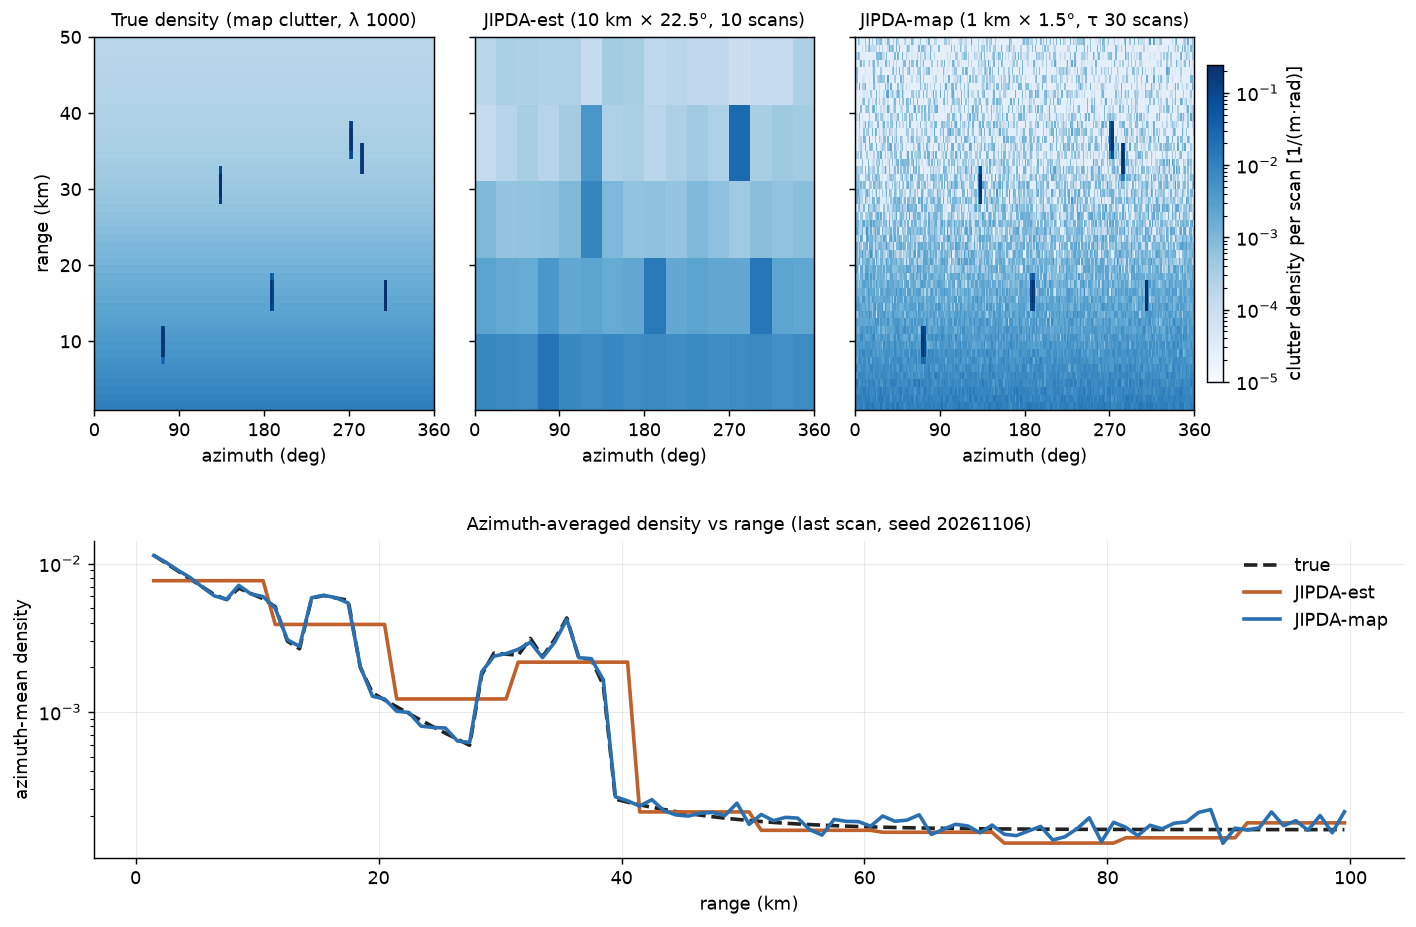 True density (map clutter, λ 1000)
JIPDA-est (10 km × 22.5°, 10 scans)
JIPDA-map (1 km × 1.5°, τ 30 scans)
50
40
30
20
10
range (km)
0 90 180 270 360
0 90 180 270 360
0 90 180 270 360
azimuth (deg)
azimuth (deg)
azimuth (deg)
10⁻¹
10⁻²
10⁻³
10⁻⁴
10⁻⁵
clutter density per scan [1/(m·rad)]
Azimuth-averaged density vs range (last scan, seed 20261106)
10⁻²
10⁻³
azimuth-mean density
true
JIPDA-est
JIPDA-map
0 20 40 60 80 100
range (km)